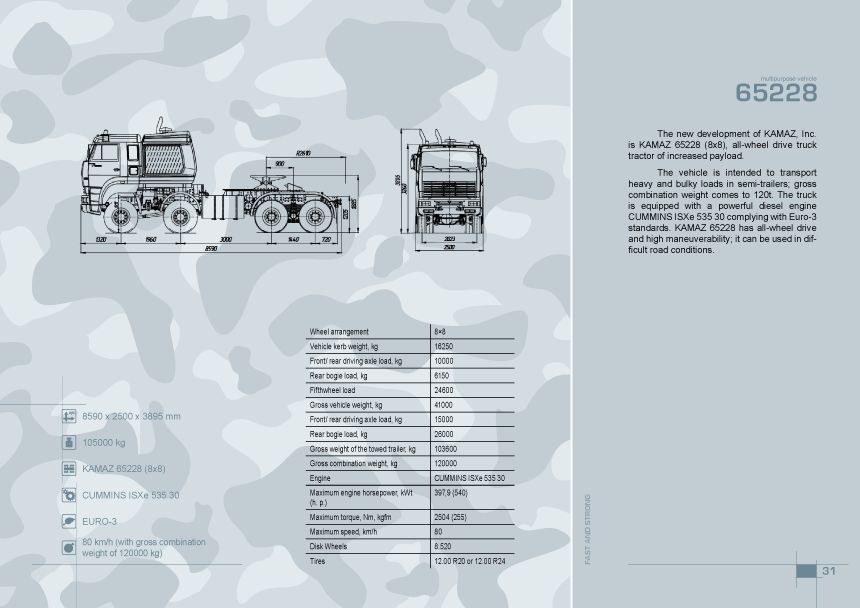 multipurpose vehicle
65228
The new development of KAMAZ, Inc.
is KAMAZ 65228 (8x8), all-wheel drive truck
tractor of increased payload.
The vehicle is intended to transport
heavy and bulky loads in semi-trailers; gross
combination weight comes to 120t. The truck
is equipped with a powerful diesel engine
CUMMINS ISXe 535 30 complying with Euro-3
standards. KAMAZ 65228 has all-wheel drive
and high maneuverability; it can be used in dif-
ficult road conditions.
R2610
900
1320 1960 3000 1440 720
8590
2023
2500
Wheel arrangement 8×8
Vehicle kerb weight, kg 16250
Front/ rear driving axle load, kg 10000
Rear bogie load, kg 6150
Fifthwheel load 24600
Gross vehicle weight, kg 41000
Front/ rear driving axle load, kg 15000
Rear bogie load, kg 26000
Gross weight of the towed trailer, kg 103600
Gross combination weight, kg 120000
Engine CUMMINS ISXe 535 30
Maximum engine horsepower, kWt 397,9 (540)
(h. p.)
Maximum torque, Nm, kgfm 2504 (255)
Maximum speed, km/h 80
Disk Wheels 8.520
Tires 12.00 R20 or 12.00 R24
8590 x 2500 x 3895 mm
105000 kg
KAMAZ 65228 (8x8)
CUMMINS ISXe 535 30
EURO-3
80 km/h (with gross combination
weight of 120000 kg)
FAST AND STRONG
31